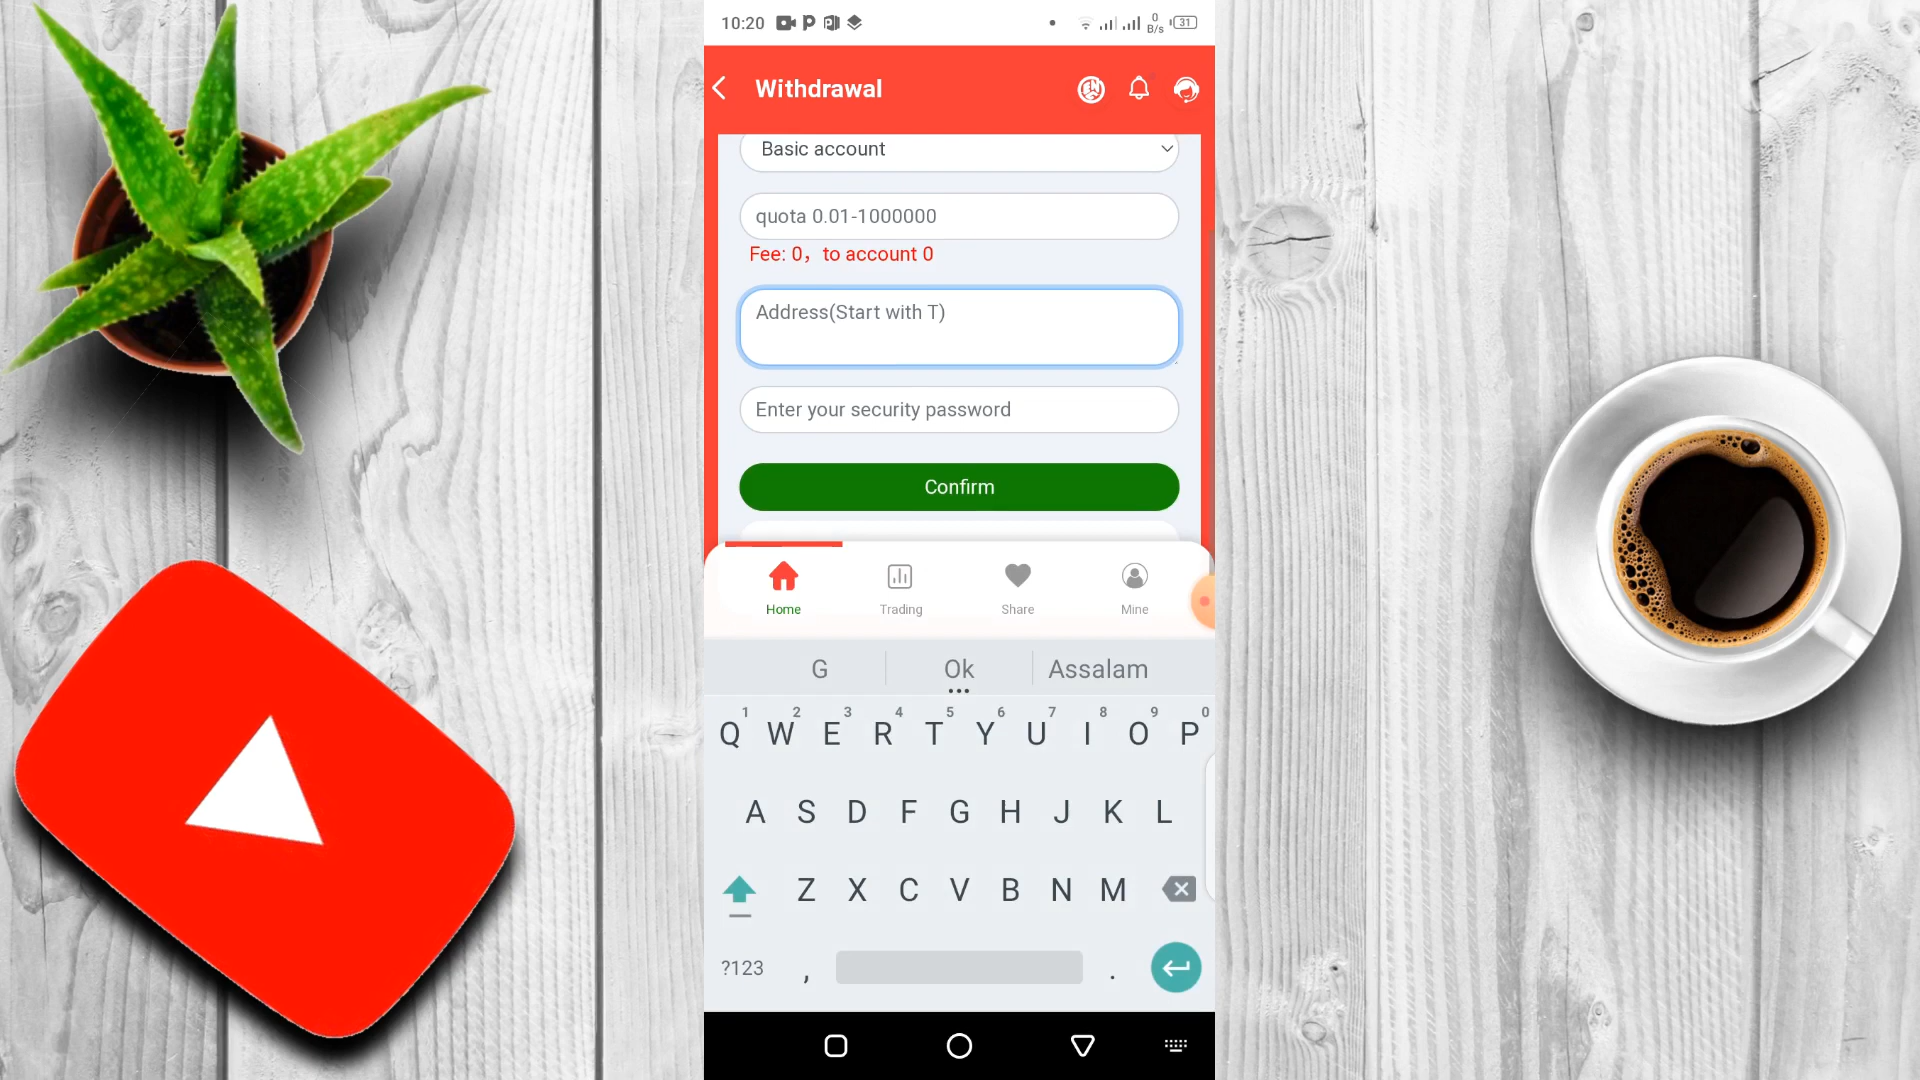 10:20
0
B/s
31
Withdrawal
Basic account
quota 0.01-1000000
Fee: 0，to account 0
Address(Start with T)
Enter your security password
Confirm
Home
Trading
Share
Mine
G
Ok
Assalam
1 2 3 4 5 6 7 8 9 0
Q W E R T Y U I O P
A S D F G H J K L
Z X C V B N M
?123 , .